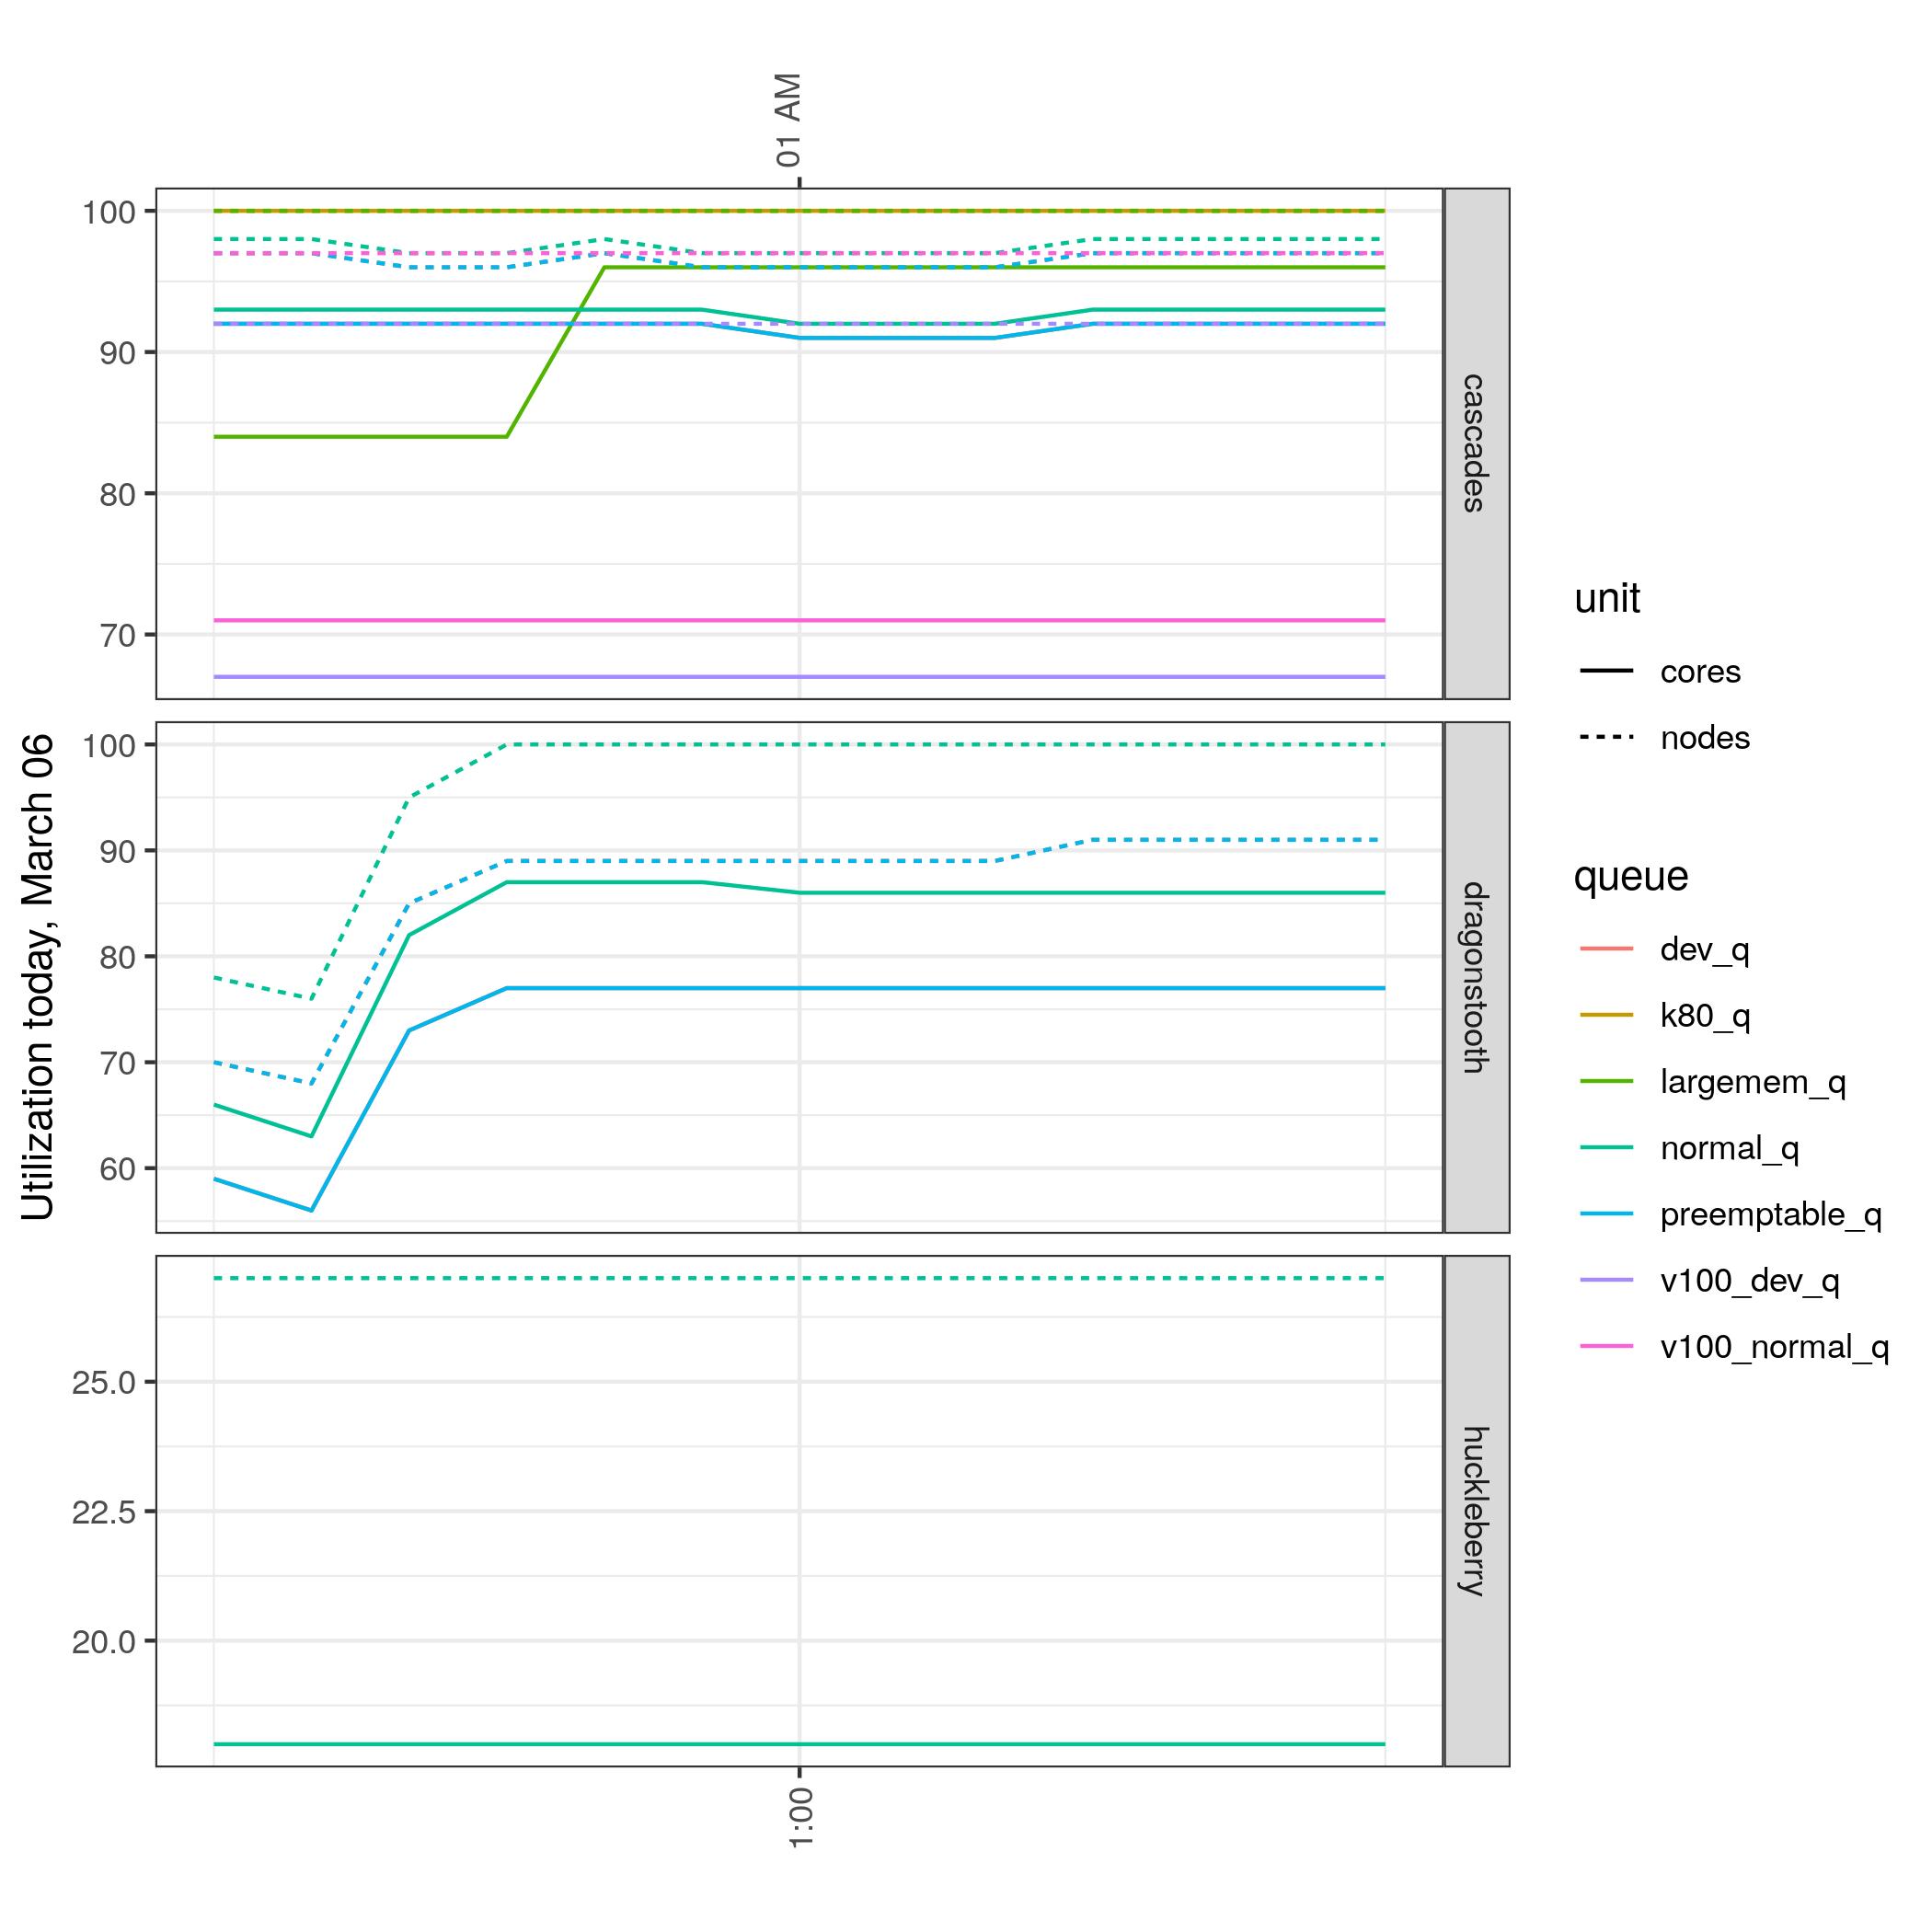 01 AM
100
90
80
70
cascades
Utilization today, March 06
100
90
80
70
60
dragonstooth
25.0
22.5
20.0
huckleberry
1:00
unit
cores
nodes
queue
dev_q
k80_q
largemem_q
normal_q
preemptable_q
v100_dev_q
v100_normal_q